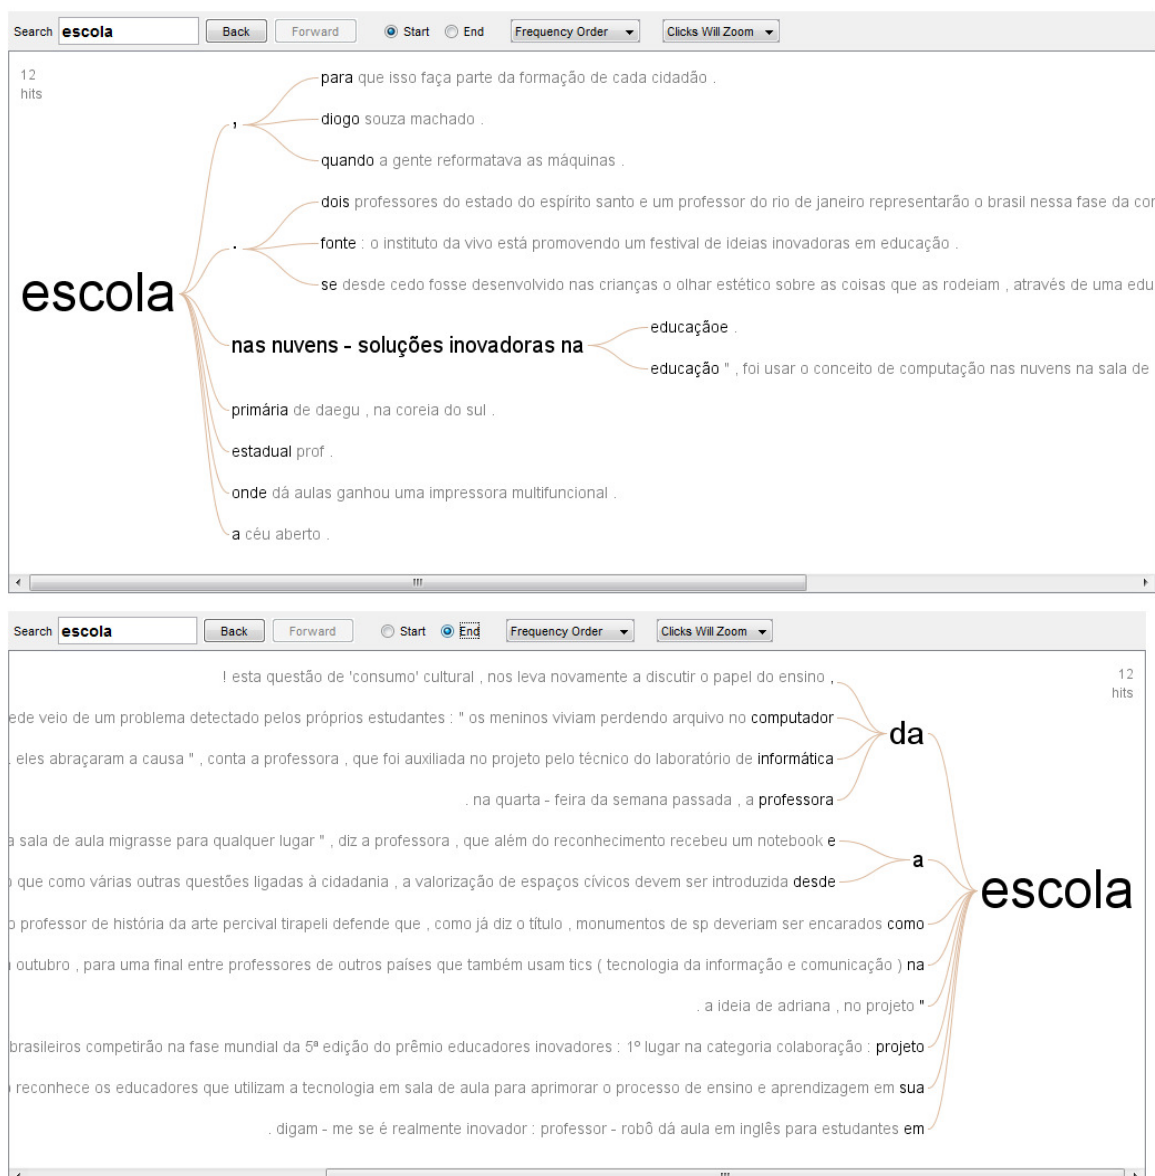 Search escola Back Forward Start End Frequency Order Clicks Will Zoom
12
hits
para que isso faça parte da formação de cada cidadão .
,
diogo souza machado .
quando a gente reformatava as máquinas .
dois professores do estado do espírito santo e um professor do rio de janeiro representarão o brasil nessa fase da cor
.
fonte : o instituto da vivo está promovendo um festival de ideias inovadoras em educação .
se desde cedo fosse desenvolvido nas crianças o olhar estético sobre as coisas que as rodeiam , através de uma edu
escola
nas nuvens - soluções inovadoras na
educaçãoe .
educação " , foi usar o conceito de computação nas nuvens na sala de
primária de daegu , na coreia do sul .
estadual prof .
onde dá aulas ganhou uma impressora multifuncional .
a céu aberto .
Search escola Back Forward Start End Frequency Order Clicks Will Zoom
12
hits
! esta questão de 'consumo' cultural , nos leva novamente a discutir o papel do ensino ,
ede veio de um problema detectado pelos próprios estudantes : " os meninos viviam perdendo arquivo no computador
da
. eles abraçaram a causa " , conta a professora , que foi auxiliada no projeto pelo técnico do laboratório de informática
. na quarta - feira da semana passada , a professora
a sala de aula migrasse para qualquer lugar " , diz a professora , que além do reconhecimento recebeu um notebook e
a
o que como várias outras questões ligadas à cidadania , a valorização de espaços cívicos devem ser introduzida desde
escola
o professor de história da arte percival tirapeli defende que , como já diz o título , monumentos de sp deveriam ser encarados como
outubro , para uma final entre professores de outros países que também usam tics ( tecnologia da informação e comunicação ) na
. a ideia de adriana , no projeto "
brasileiros competirão na fase mundial da 5ª edição do prêmio educadores inovadores : 1º lugar na categoria colaboração : projeto
reconhece os educadores que utilizam a tecnologia em sala de aula para aprimorar o processo de ensino e aprendizagem em sua
. digam - me se é realmente inovador : professor - robô dá aula em inglês para estudantes em